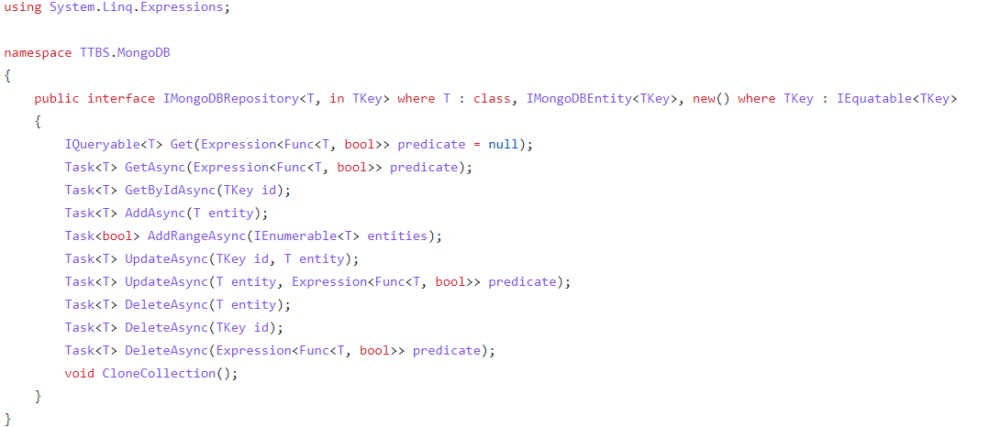 using System.Linq.Expressions;
namespace TTBS.MongoDB
{
public interface IMongoDBRepository<T, in TKey> where T : class, IMongoDBEntity<TKey>, new() where TKey : IEquatable<TKey>
{
IQueryable<T> Get(Expression<Func<T, bool>> predicate = null);
Task<T> GetAsync(Expression<Func<T, bool>> predicate);
Task<T> GetByIdAsync(TKey id);
Task<T> AddAsync(T entity);
Task<bool> AddRangeAsync(IEnumerable<T> entities);
Task<T> UpdateAsync(TKey id, T entity);
Task<T> UpdateAsync(T entity, Expression<Func<T, bool>> predicate);
Task<T> DeleteAsync(T entity);
Task<T> DeleteAsync(TKey id);
Task<T> DeleteAsync(Expression<Func<T, bool>> predicate);
void CloneCollection();
}
}